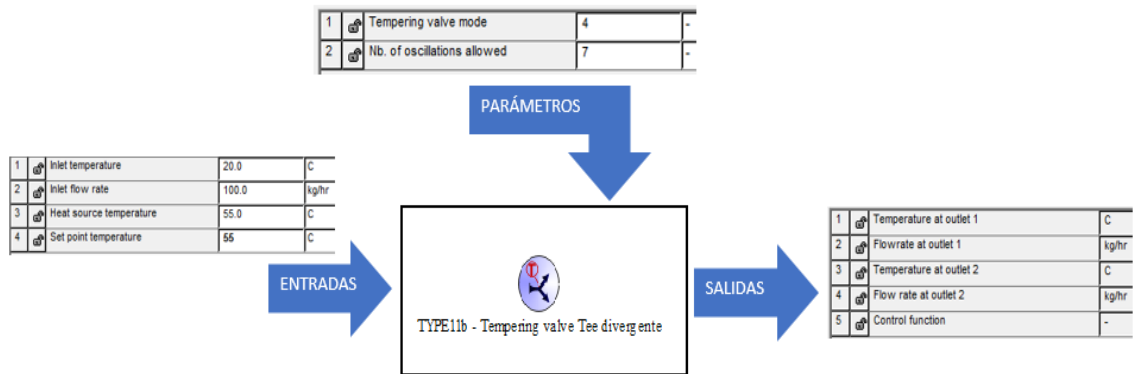 1 Tempering valve mode 4 -
2 Nb. of oscillations allowed 7 -
PARÁMETROS
1 Inlet temperature 20.0 C
2 Inlet flow rate 100.0 kg/hr
3 Heat source temperature 55.0 C
4 Set point temperature 55 C
ENTRADAS
TYPE11b - Tempering valve Tee divergente
SALIDAS
1 Temperature at outlet 1 C
2 Flowrate at outlet 1 kg/hr
3 Temperature at outlet 2 C
4 Flow rate at outlet 2 kg/hr
5 Control function -